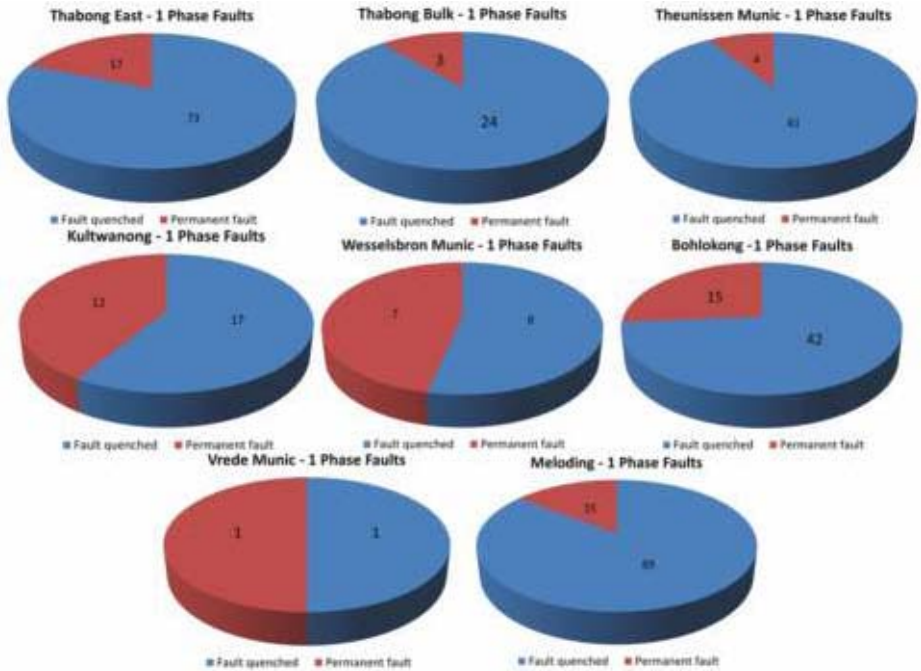 Thabong East - 1 Phase Faults
17
73
Fault quenched Permanent fault
Thabong Bulk - 1 Phase Faults
3
24
Fault quenched Permanent fault
Theunissen Munic - 1 Phase Faults
4
Fault quenched Permanent fault
Kultwanong - 1 Phase Faults
12
17
Fault quenched Permanent fault
Wesselsbron Munic - 1 Phase Faults
7
8
Fault quenched Permanent fault
Bohlokong - 1 Phase Faults
15
42
Fault quenched Permanent fault
Vrede Munic - 1 Phase Faults
1
1
Fault quenched Permanent fault
Meloding - 1 Phase Faults
15
Fault quenched Permanent fault